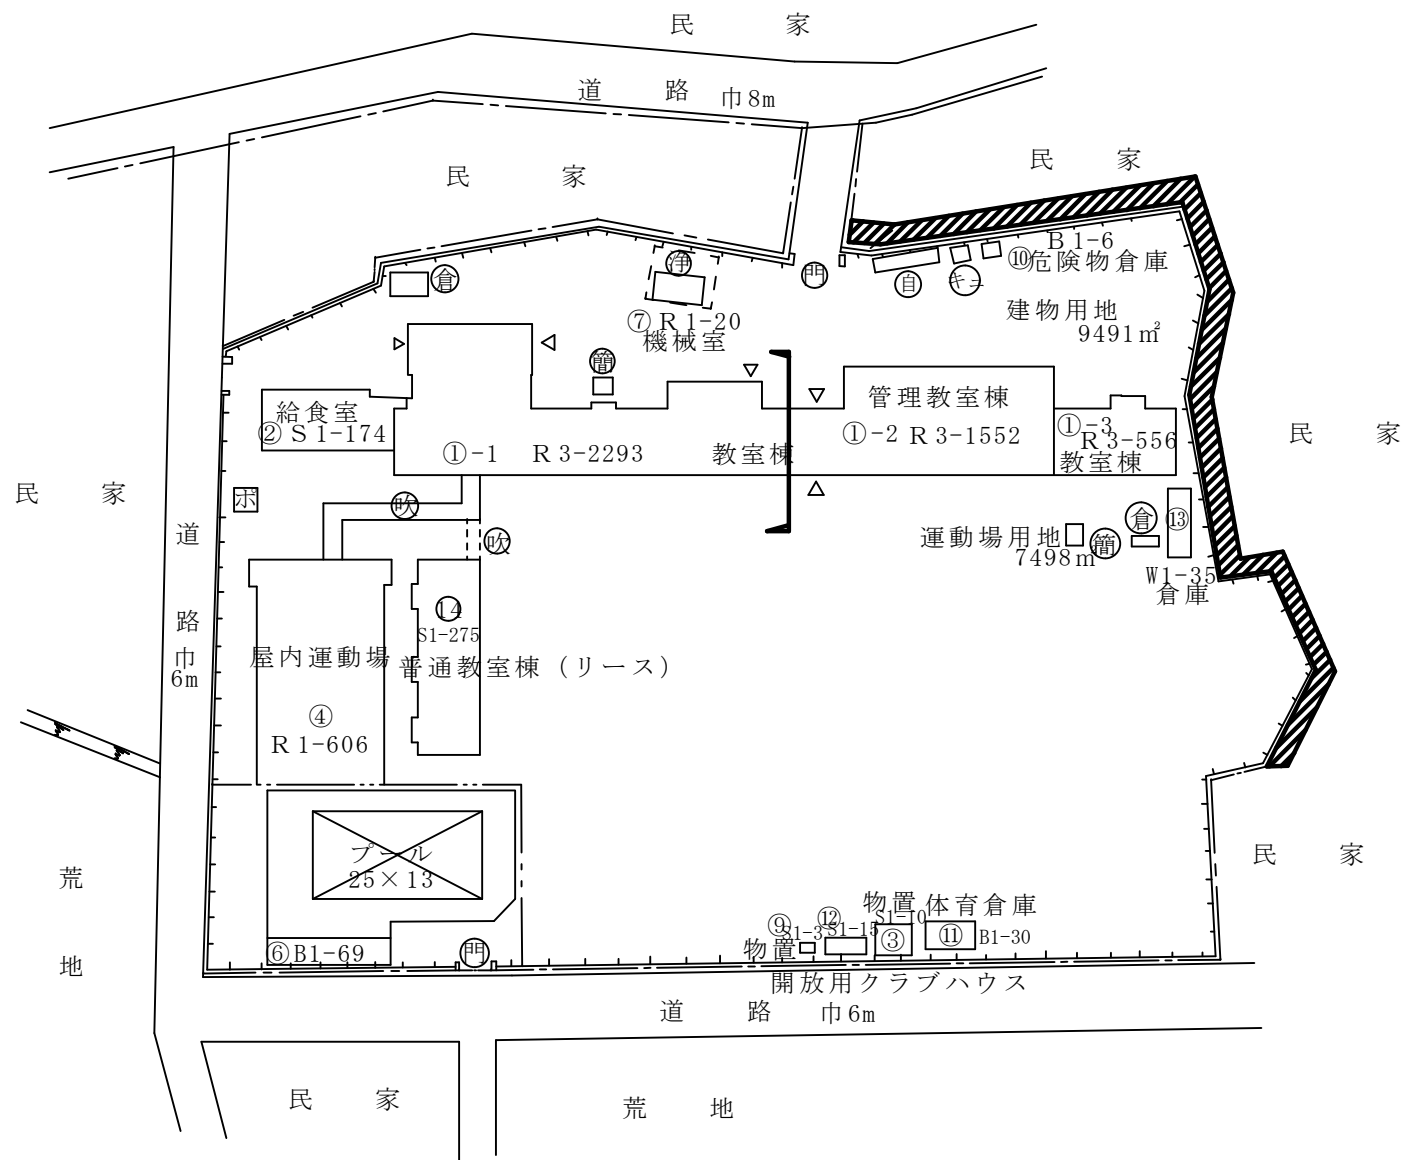 民 家
道 路 巾8m
民 家
民 家
倉
浄
門
自
キュ
B1-6
⑩危険物倉庫
建物用地
9491㎡
⑦R1-20
機械室
簡
給食室
②S1-174
①-1 R3-2293 教室棟
管理教室棟
①-2 R3-1552
①-3
R3-556
教室棟
民 家
民 家
ポ
吹
吹
運動場用地
7498㎡
簡
倉
⑬
W1-35
倉庫
道 路
巾
6m
屋内運動場
④
R1-606
14
S1-275
普通教室棟(リース)
プール
25×13
⑥B1-69
門
⑨
S1-3
物置
⑫
S1-15
物置
S1-10
③
体育倉庫
⑪
B1-30
開放用クラブハウス
道 路 巾6m
民 家
荒 地
民 家
荒 地